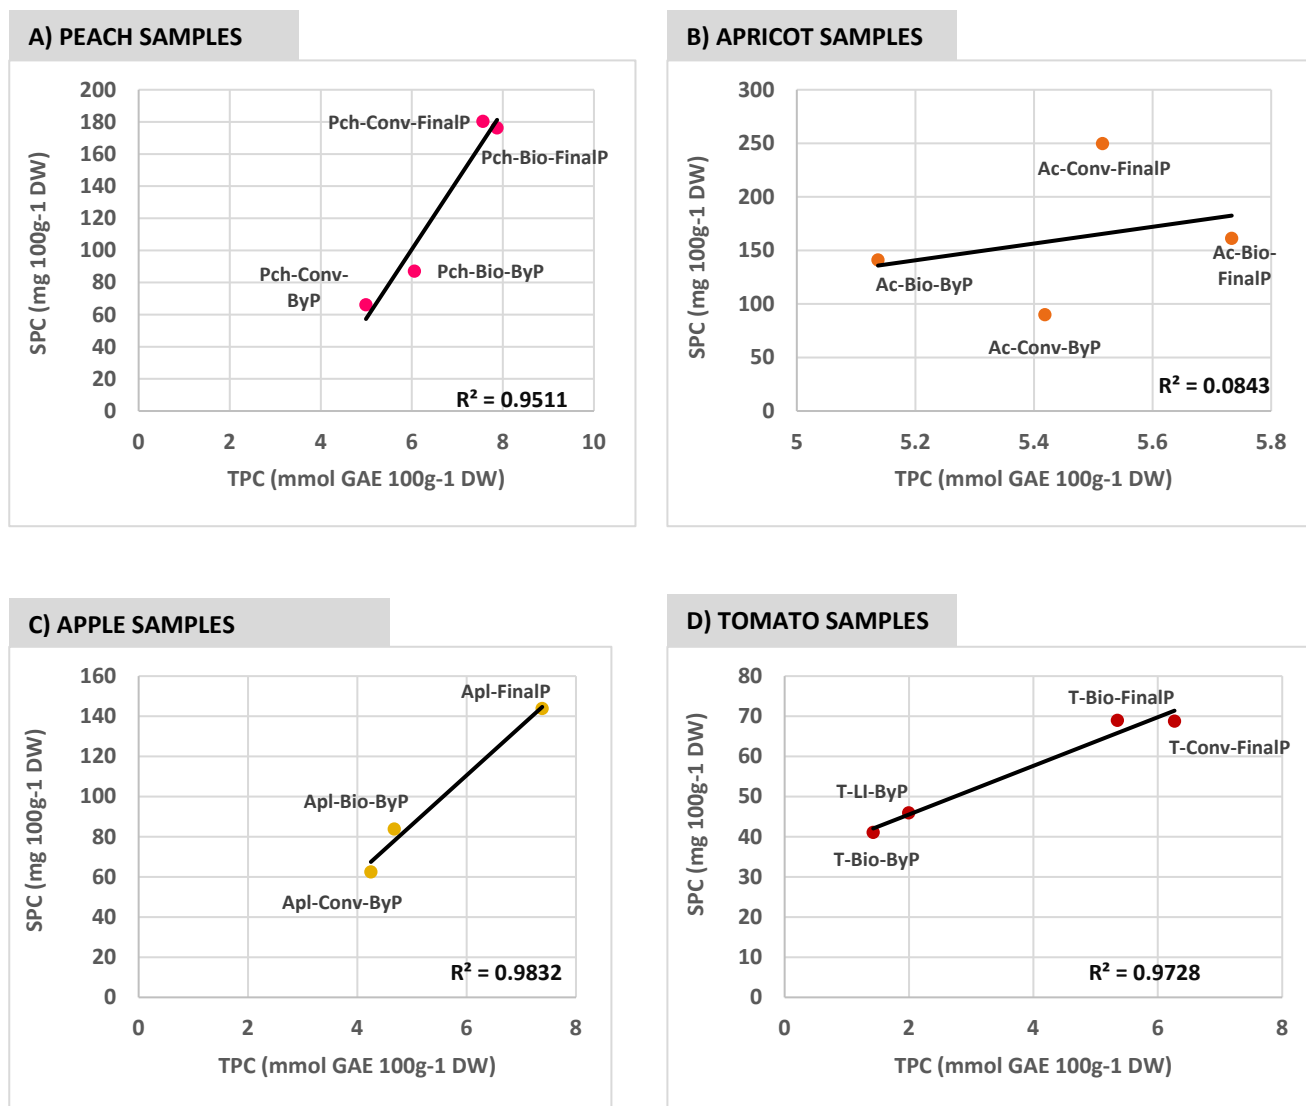 A) PEACH SAMPLES
200
180
160
140
120
100
80
60
40
20
0
SPC (mg 100g-1 DW)
Pch-Conv-FinalP
Pch-Bio-FinalP
Pch-Conv-
ByP
Pch-Bio-ByP
R² = 0.9511
0 2 4 6 8 10
TPC (mmol GAE 100g-1 DW)
B) APRICOT SAMPLES
300
250
200
150
100
50
0
SPC (mg 100g-1 DW)
Ac-Conv-FinalP
Ac-Bio-
FinalP
Ac-Bio-ByP
Ac-Conv-ByP
R² = 0.0843
5 5.2 5.4 5.6 5.8
TPC (mmol GAE 100g-1 DW)
C) APPLE SAMPLES
160
140
120
100
80
60
40
20
0
SPC (mg 100g-1 DW)
Apl-FinalP
Apl-Bio-ByP
Apl-Conv-ByP
R² = 0.9832
0 2 4 6 8
TPC (mmol GAE 100g-1 DW)
D) TOMATO SAMPLES
80
70
60
50
40
30
20
10
0
SPC (mg 100g-1 DW)
T-Bio-FinalP
T-Conv-FinalP
T-LI-ByP
T-Bio-ByP
R² = 0.9728
0 2 4 6 8
TPC (mmol GAE 100g-1 DW)